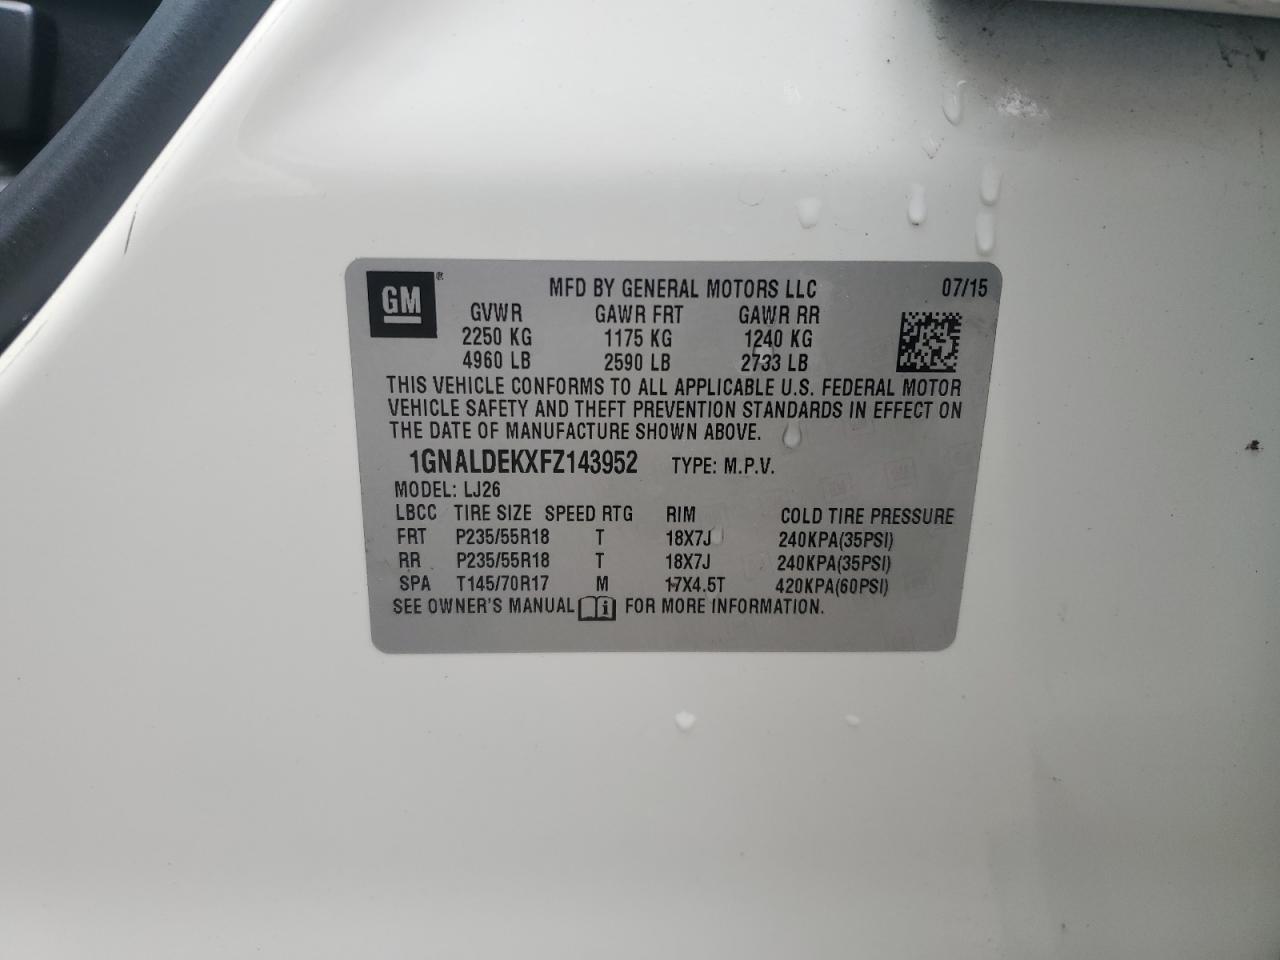 GM ®
MFD BY GENERAL MOTORS LLC 07/15
GVWR GAWR FRT GAWR RR
2250 KG 1175 KG 1240 KG
4960 LB 2590 LB 2733 LB
THIS VEHICLE CONFORMS TO ALL APPLICABLE U.S. FEDERAL MOTOR
VEHICLE SAFETY AND THEFT PREVENTION STANDARDS IN EFFECT ON
THE DATE OF MANUFACTURE SHOWN ABOVE.
1GNALDEKXFZ143952 TYPE: M.P.V.
MODEL: LJ26
LBCC TIRE SIZE SPEED RTG RIM COLD TIRE PRESSURE
FRT P235/55R18 T 18X7J 240KPA(35PSI)
RR P235/55R18 T 18X7J 240KPA(35PSI)
SPA T145/70R17 M 17X4.5T 420KPA(60PSI)
SEE OWNER'S MANUAL i FOR MORE INFORMATION.